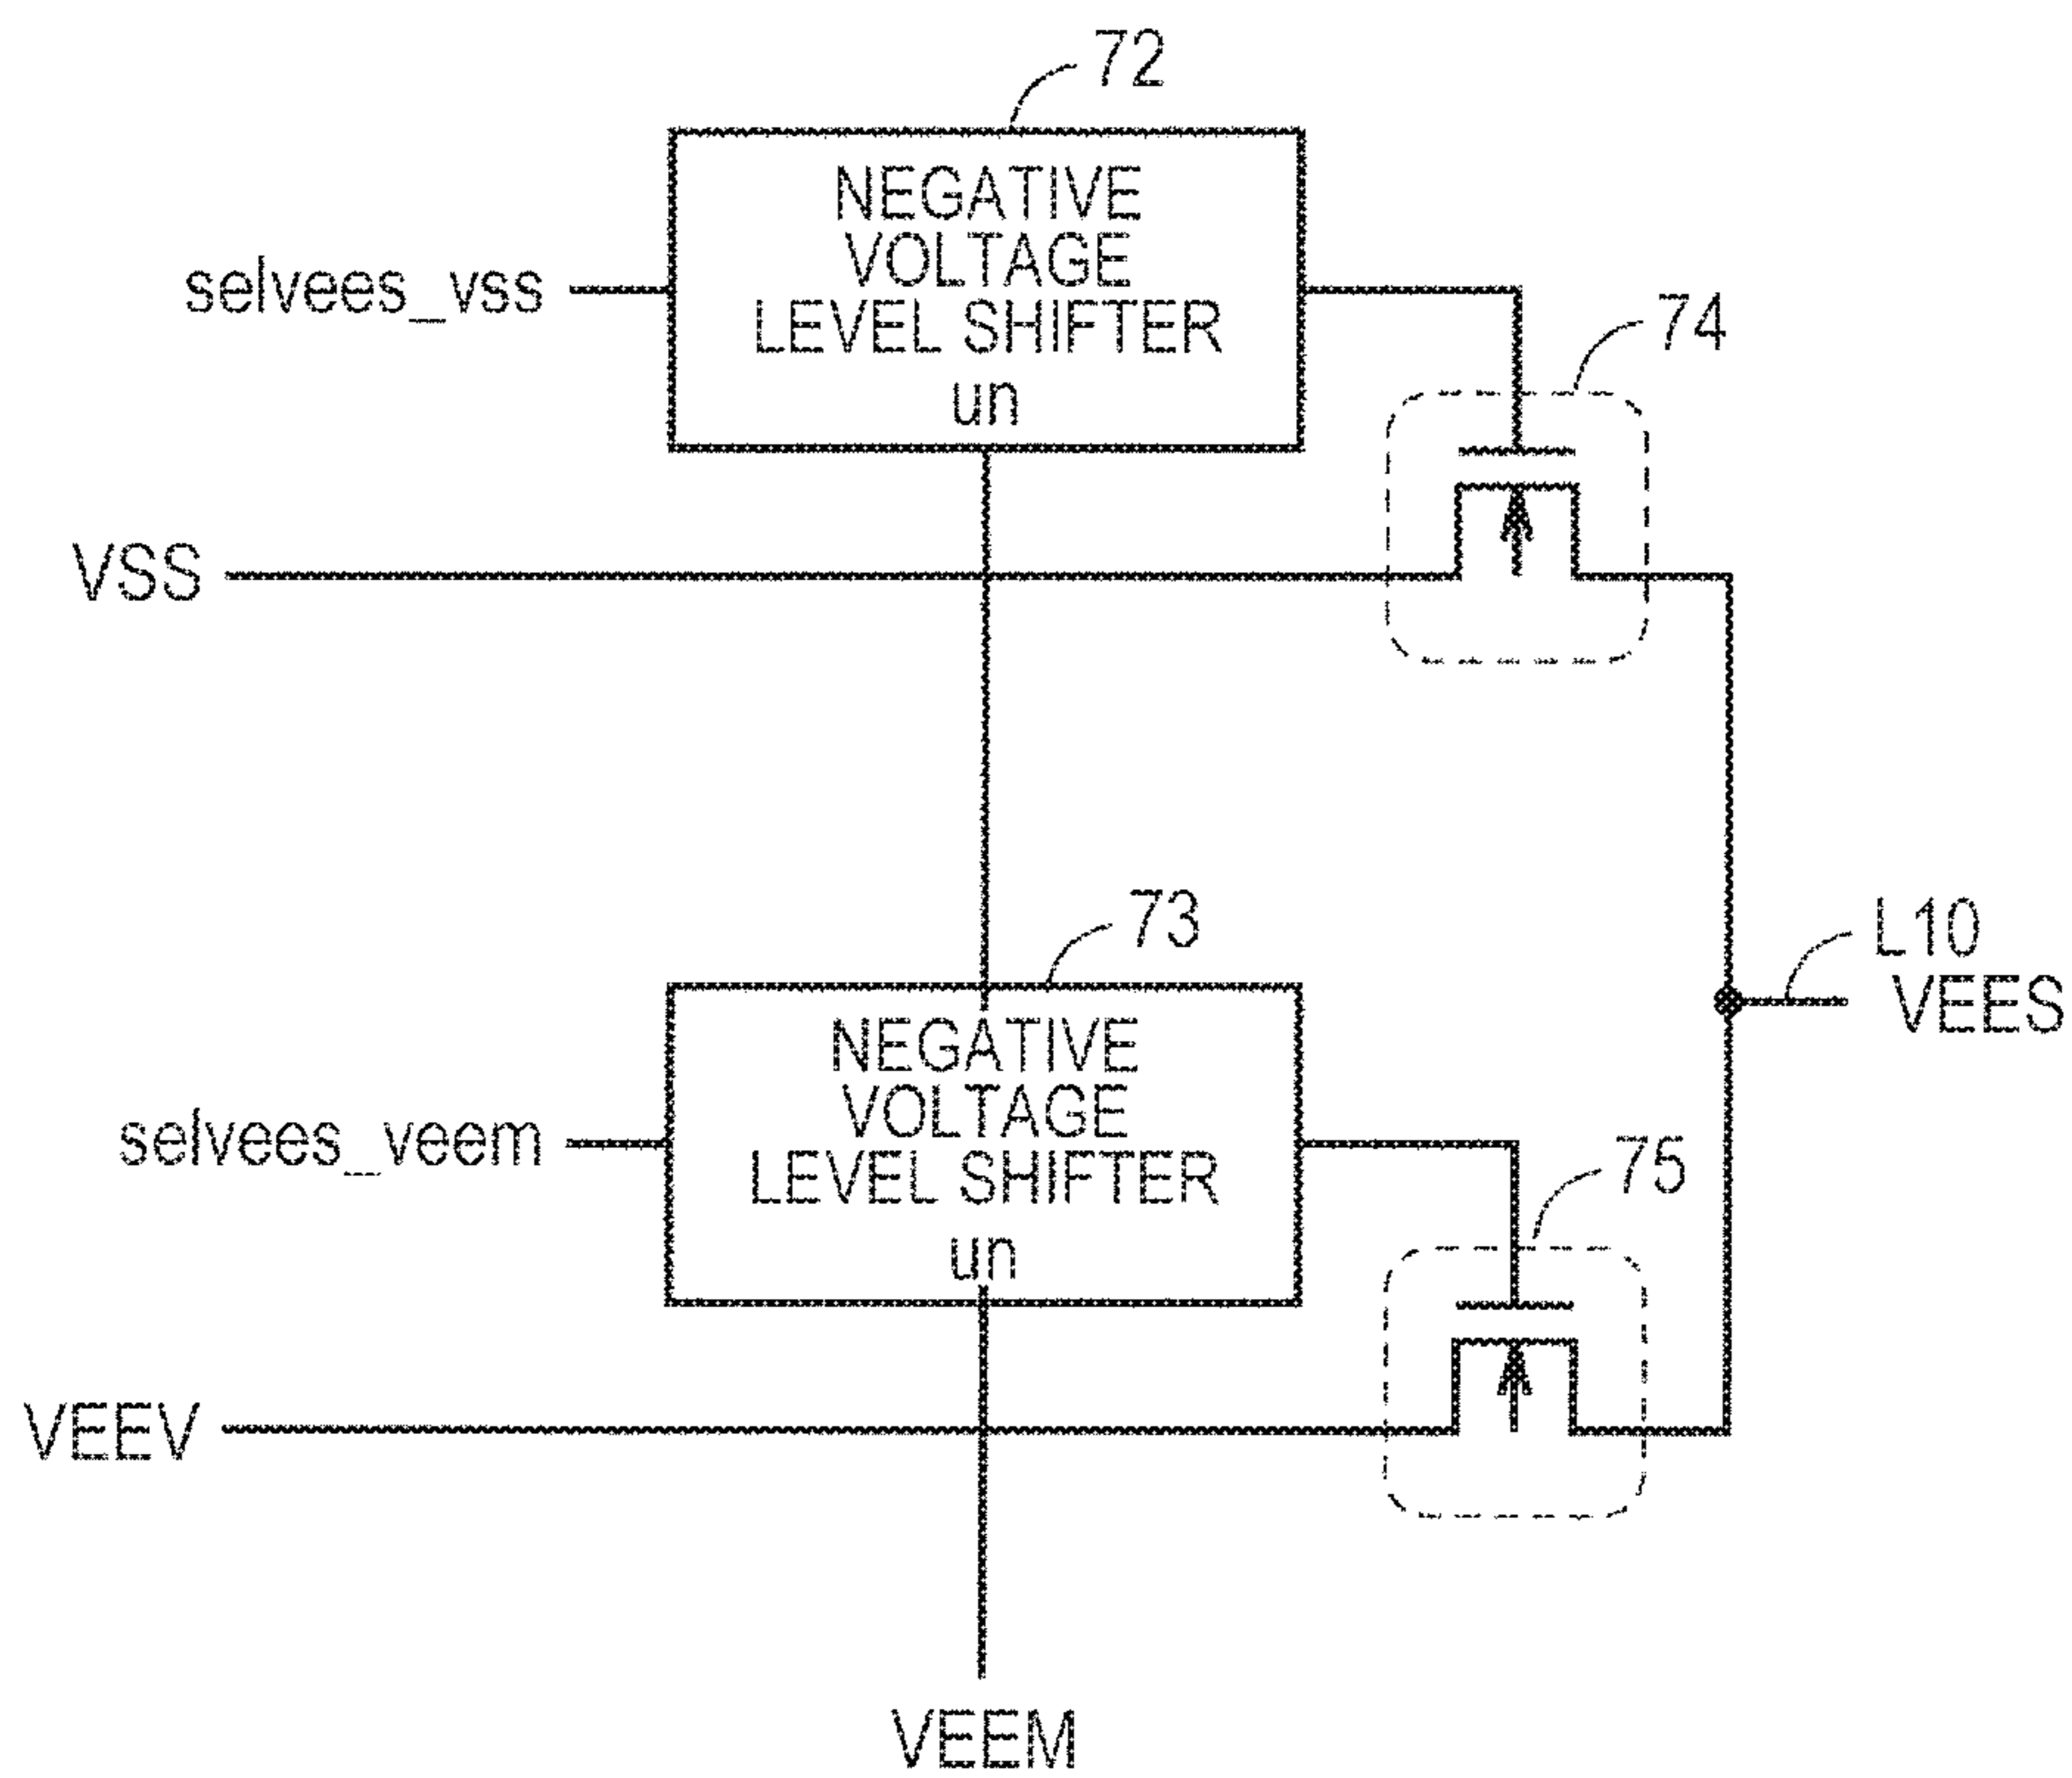 72
NEGATIVE
VOLTAGE
LEVEL SHIFTER
un
selvees_vss
74
VSS
73
L10
VEES
NEGATIVE
VOLTAGE
LEVEL SHIFTER
un
selvees_veem
75
VEEV
VEEM